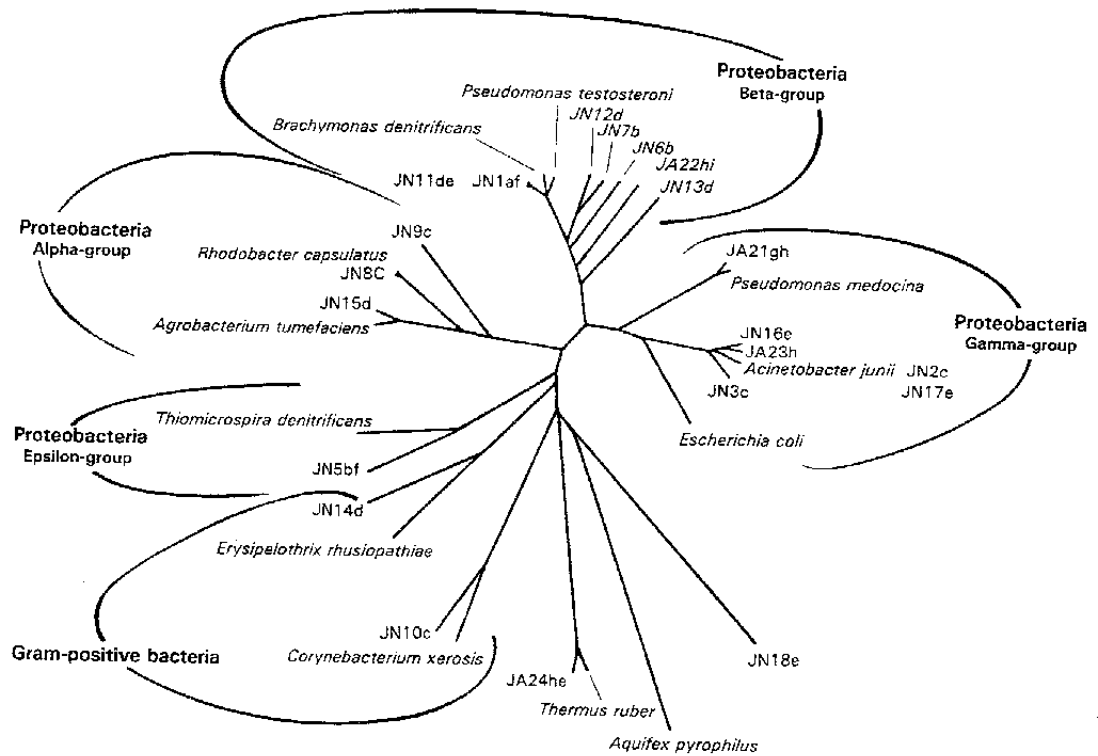 Proteobacteria
Beta-group
Pseudomonas testosteroni
JN12d
Brachymonas denitrificans
JN7b
JN6b
JA22hi
JN11de
JN1af
JN13d
Proteobacteria
Alpha-group
JN9c
Rhodobacter capsulatus
JN8C
JA21gh
Pseudomonas medocina
JN15d
Agrobacterium tumefaciens
Proteobacteria
Gamma-group
JN16e
JA23h
Acinetobacter junii
JN2c
JN3c
JN17e
Thiomicrospira denitrificans
Proteobacteria
Epsilon-group
Escherichia coli
JN5bf
JN14d
Erysipelothrix rhusiopathiae
JN10c
Gram-positive bacteria
Corynebacterium xerosis
JN18e
JA24he
Thermus ruber
Aquifex pyrophilus